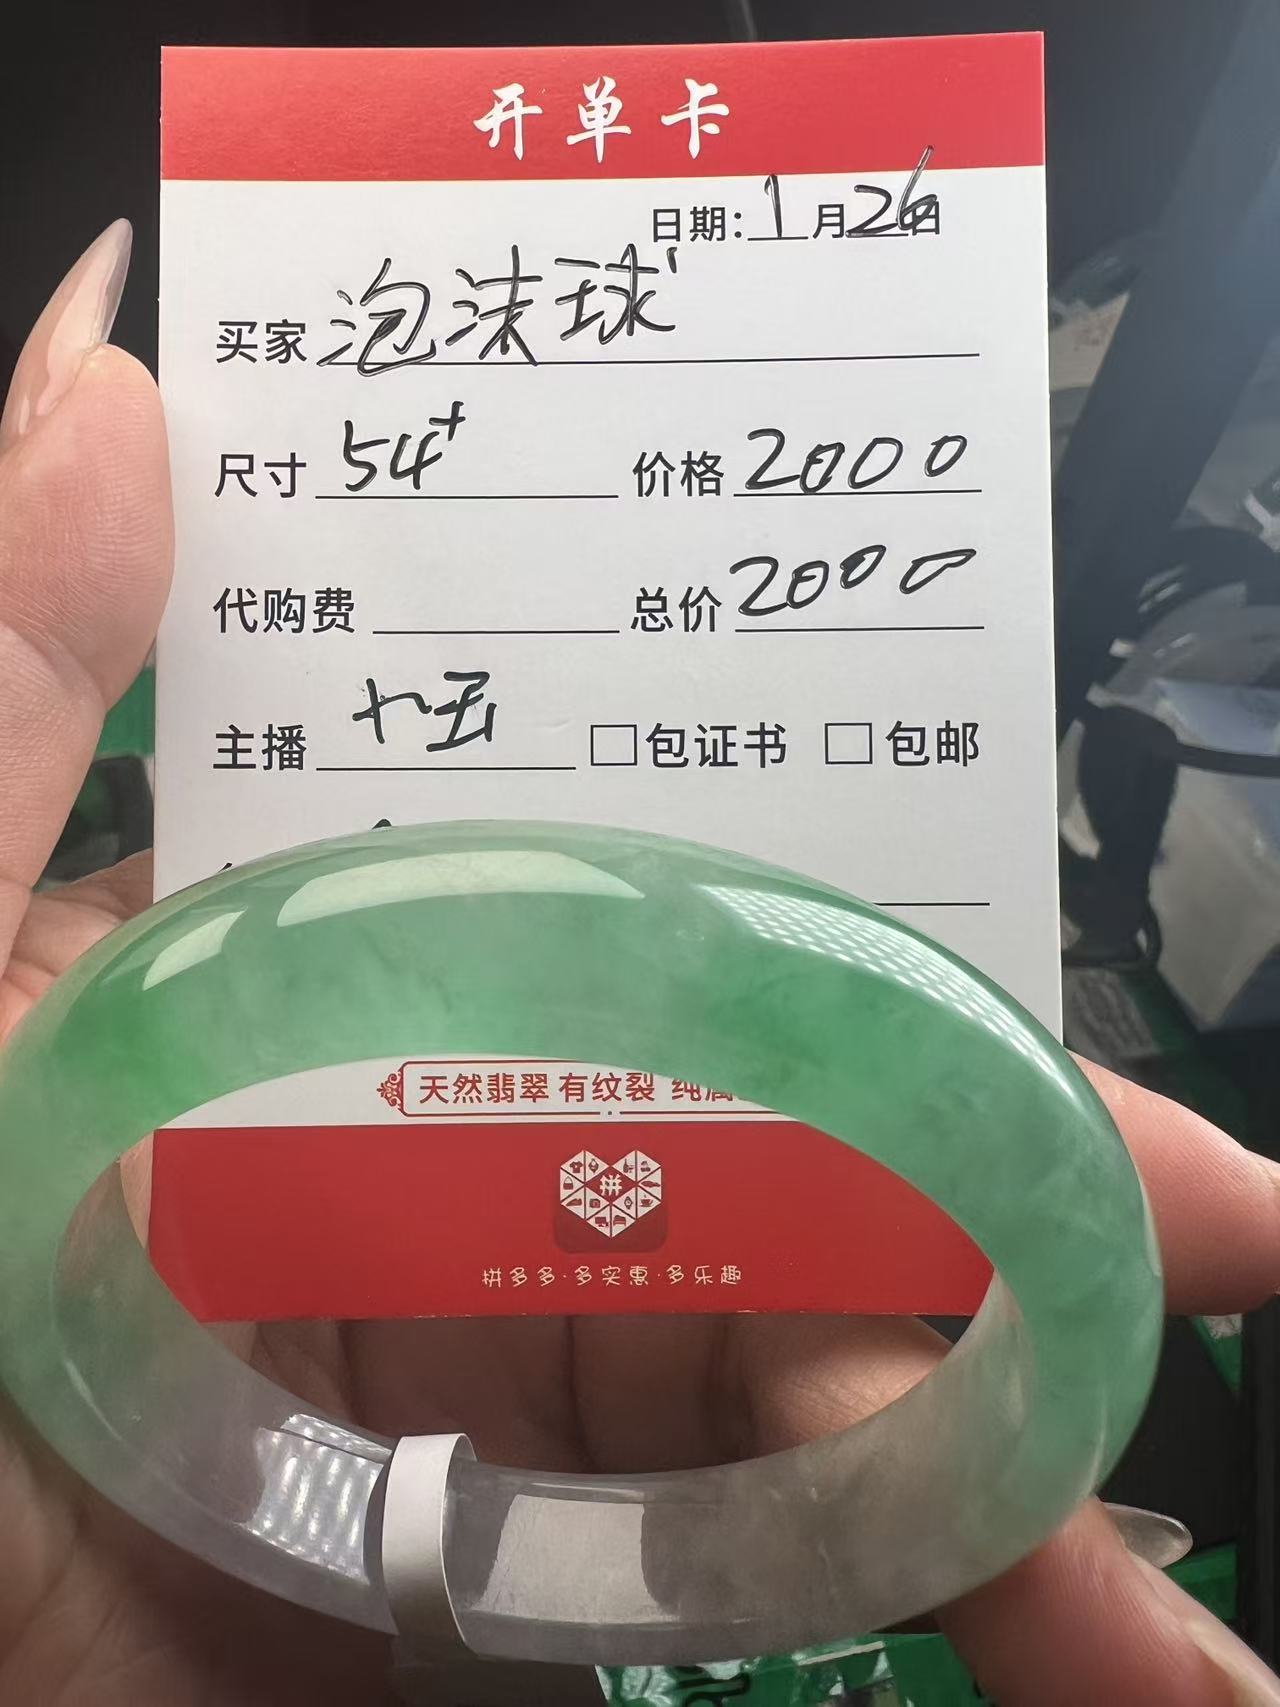 开单卡
日期：1月26日
买家 泡沫球
尺寸 54+ 价格 2000
代购费 总价 2000
主播 十五 □包证书 □包邮
天然翡翠 有纹裂 纯属
拼
拼多多·多实惠·多乐趣